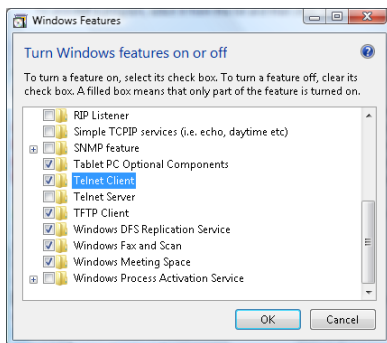 Windows Features
Turn Windows features on or off
To turn a feature on, select its check box. To turn a feature off, clear its
check box. A filled box means that only part of the feature is turned on.
RIP Listener
Simple TCPIP services (i.e. echo, daytime etc)
SNMP feature
Tablet PC Optional Components
Telnet Client
Telnet Server
TFTP Client
Windows DFS Replication Service
Windows Fax and Scan
Windows Meeting Space
Windows Process Activation Service
OK
Cancel